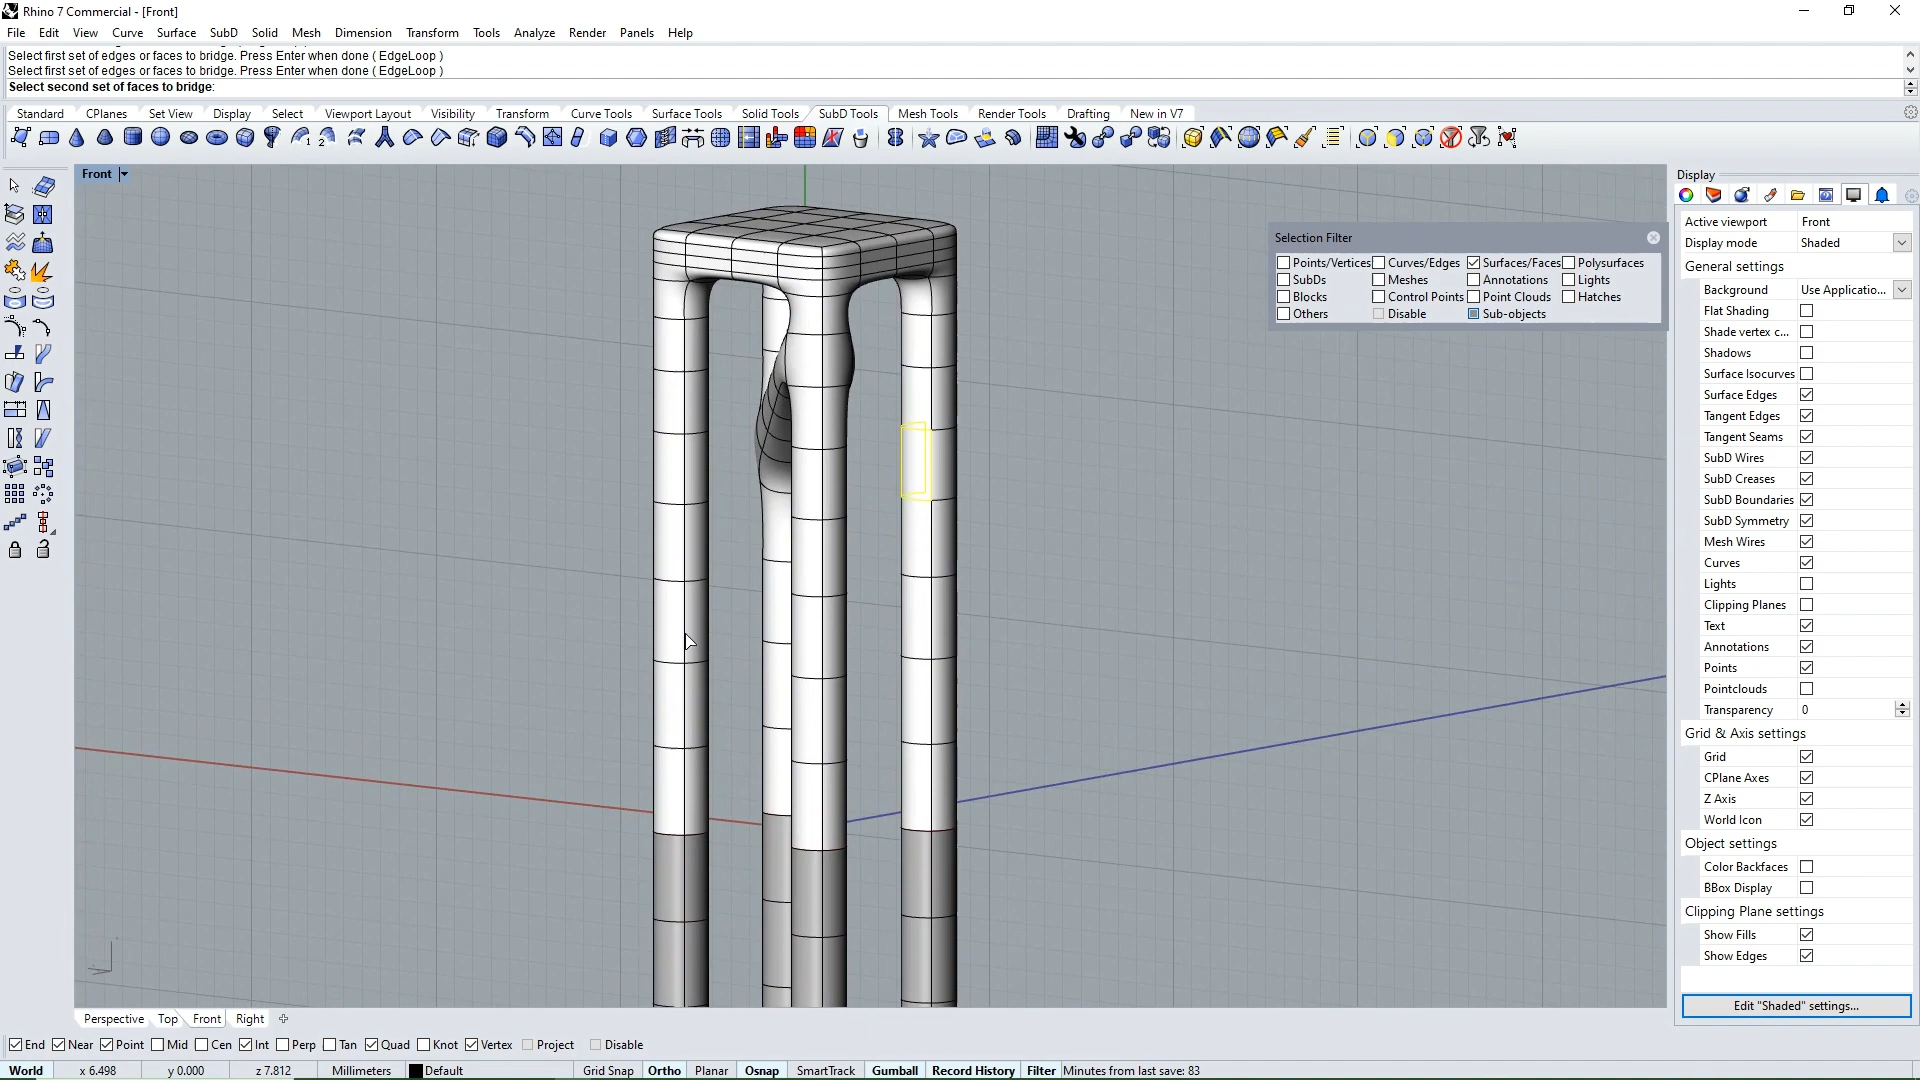 Rhino 7 Commercial - [Front]
File Edit View Curve Surface SubD Solid Mesh Dimension Transform Tools Analyze Render Panels Help
Select first set of edges or faces to bridge. Press Enter when done ( EdgeLoop )
Select first set of edges or faces to bridge. Press Enter when done ( EdgeLoop )
Select second set of faces to bridge:
Standard CPlanes Set View Display Select Viewport Layout Visibility Transform Curve Tools Surface Tools Solid Tools SubD Tools Mesh Tools Render Tools Drafting New in V7
Front
Selection Filter
Points/Vertices Curves/Edges Surfaces/Faces Polysurfaces
SubDs Meshes Annotations Lights
Blocks Control Points Point Clouds Hatches
Others Disable Sub-objects
Display
Active viewport Front
Display mode Shaded
General settings
Background Use Applicatio...
Flat Shading
Shade vertex c...
Shadows
Surface Isocurves
Surface Edges
Tangent Edges
Tangent Seams
SubD Wires
SubD Creases
SubD Boundaries
SubD Symmetry
Mesh Wires
Curves
Lights
Clipping Planes
Text
Annotations
Points
Pointclouds
Transparency 0
Grid & Axis settings
Grid
CPlane Axes
Z Axis
World Icon
Object settings
Color Backfaces
BBox Display
Clipping Plane settings
Show Fills
Show Edges
Edit "Shaded" settings...
Perspective Top Front Right
End Near Point Mid Cen Int Perp Tan Quad Knot Vertex Project Disable
World x 6.498 y 0.000 z 7.812 Millimeters Default Grid Snap Ortho Planar Osnap SmartTrack Gumball Record History Filter Minutes from last save: 83